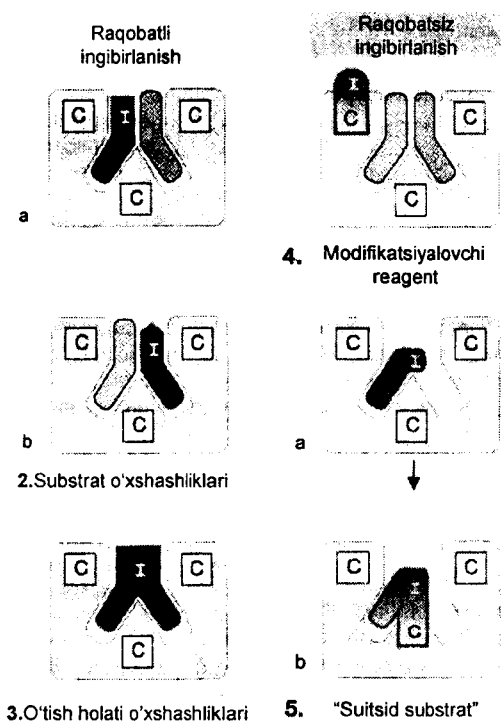 Raqobatli
ingibirlanish
C
I
C
C
a
C
I
C
C
b
2.Substrat o'xshashliklari
C
I
C
C
3.O'tish holati o'xshashliklari
Raqobatsiz
ingibirlanish
I
C
4. Modifikatsiyalovchi
reagent
C
I
C
a
C
C
I
C
b
5. "Suitsid substrat"